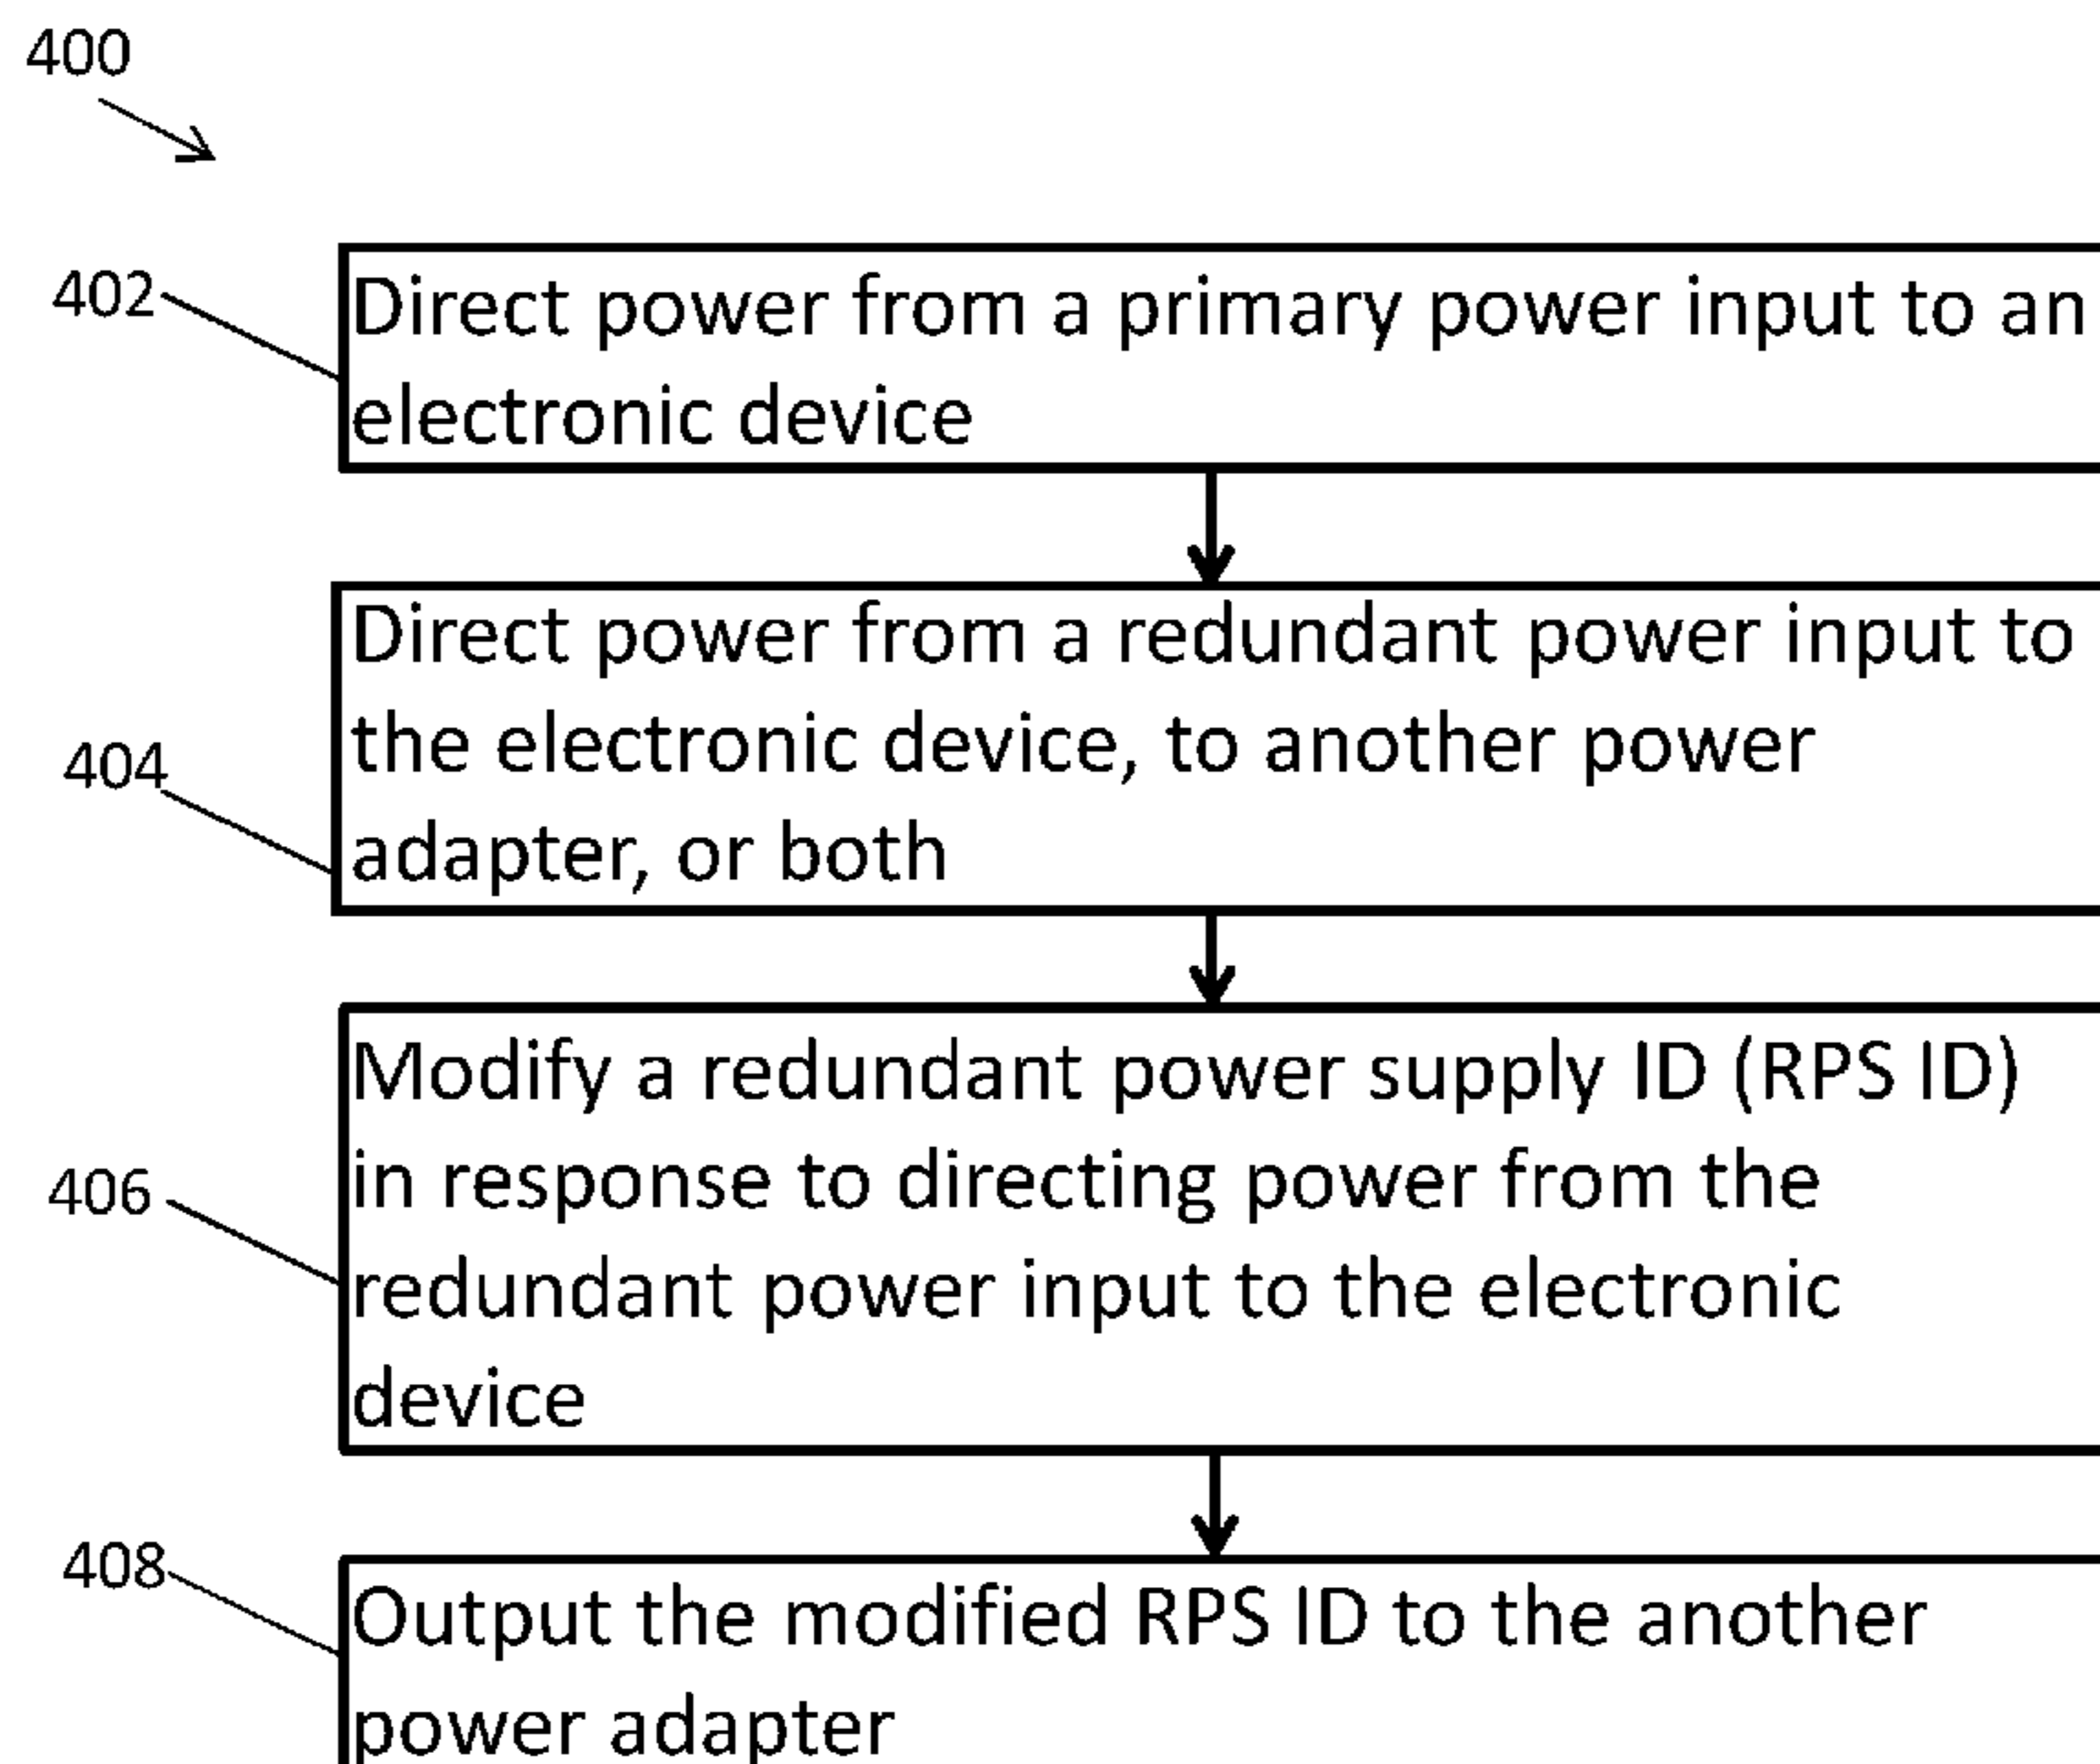 400
402
Direct power from a primary power input to an
electronic device
Direct power from a redundant power input to
the electronic device, to another power
404
adapter, or both
Modify a redundant power supply ID (RPS ID)
in response to directing power from the
406
redundant power input to the electronic
device
408
Output the modified RPS ID to the another
power adapter